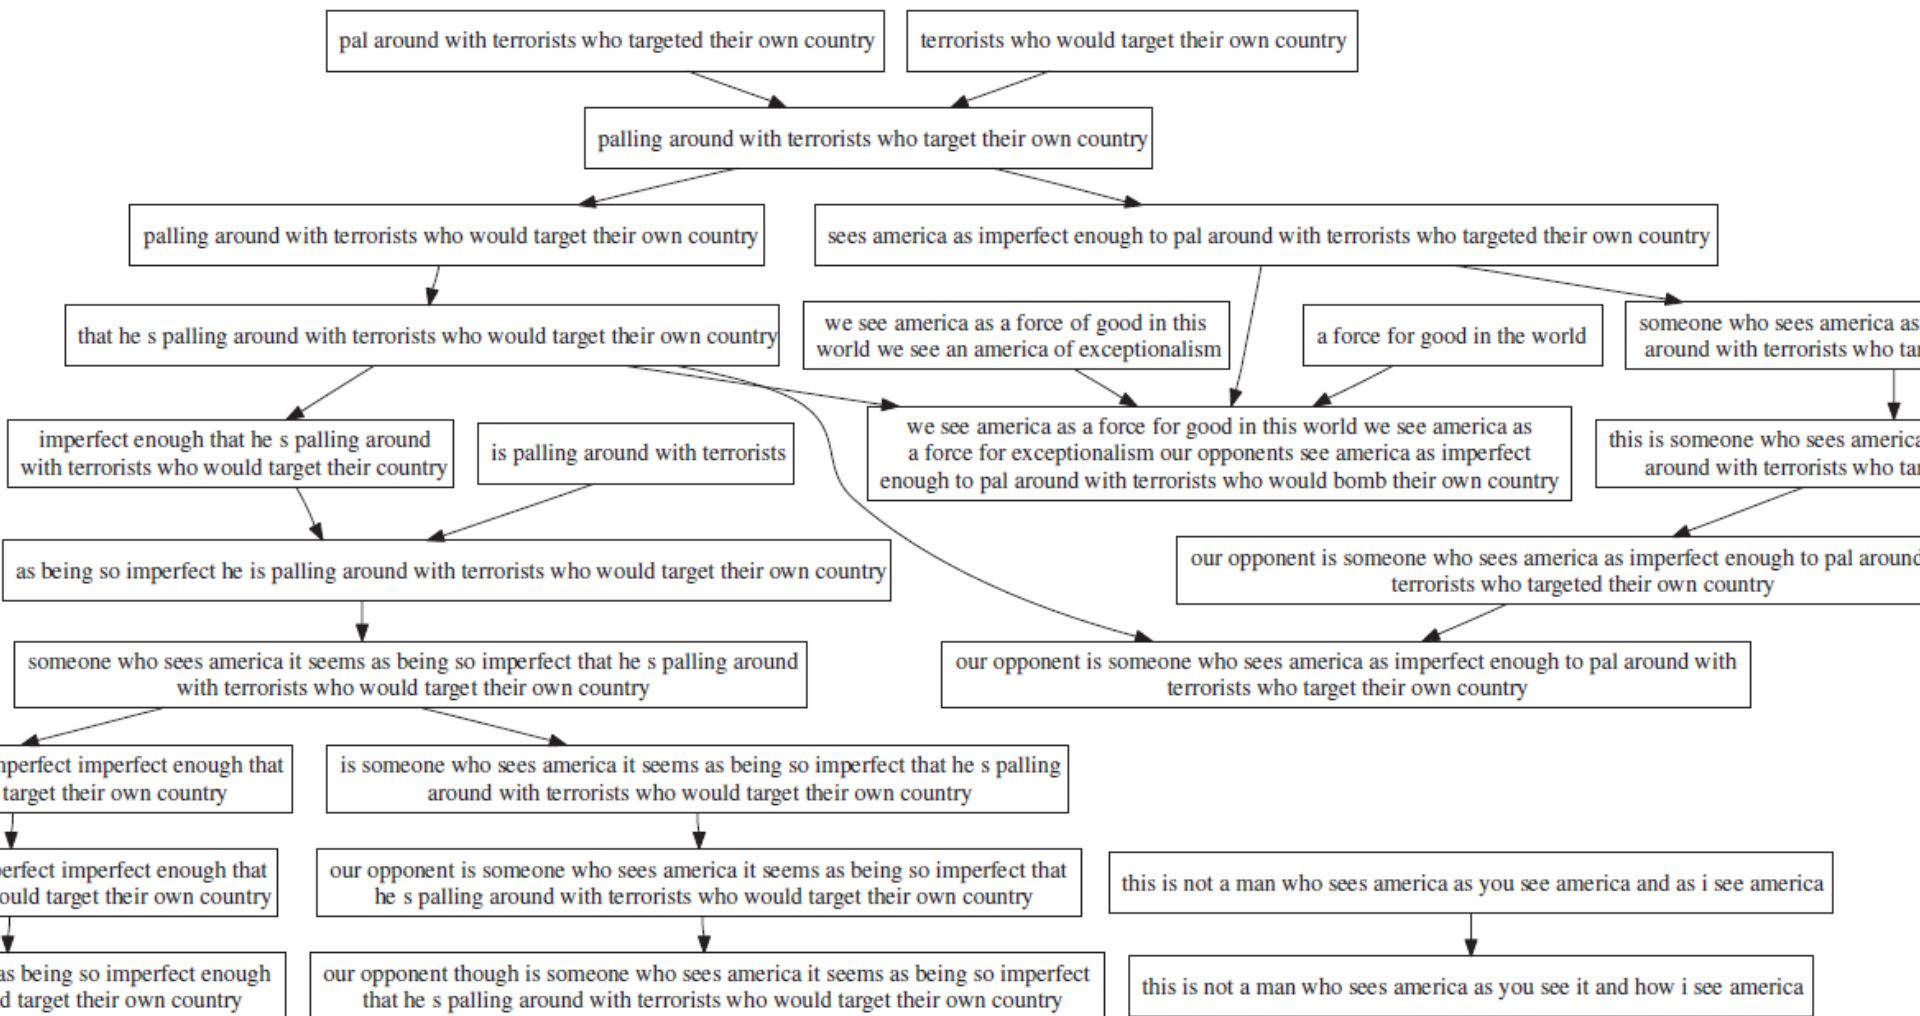 pal around with terrorists who targeted their own country
terrorists who would target their own country
palling around with terrorists who target their own country
palling around with terrorists who would target their own country
sees america as imperfect enough to pal around with terrorists who targeted their own country
that he s palling around with terrorists who would target their own country
we see america as a force of good in this
world we see an america of exceptionalism
a force for good in the world
someone who sees america as
around with terrorists who
imperfect enough that he s palling around
with terrorists who would target their country
is palling around with terrorists
we see america as a force for good in this world we see america as
a force for exceptionalism our opponents see america as imperfect
enough to pal around with terrorists who would bomb their own country
this is someone who sees america
around with terrorists who
as being so imperfect he is palling around with terrorists who would target their own country
our opponent is someone who sees america as imperfect enough to pal around
terrorists who targeted their own country
someone who sees america it seems as being so imperfect that he s palling around
with terrorists who would target their own country
our opponent is someone who sees america as imperfect enough to pal around with
terrorists who target their own country
imperfect enough that
target their own country
is someone who sees america it seems as being so imperfect that he s palling
around with terrorists who would target their own country
imperfect enough that
target their own country
our opponent is someone who sees america it seems as being so imperfect that
he s palling around with terrorists who would target their own country
this is not a man who sees america as you see america and as i see america
as being so imperfect enough
target their own country
our opponent though is someone who sees america it seems as being so imperfect
that he s palling around with terrorists who would target their own country
this is not a man who sees america as you see it and how i see america